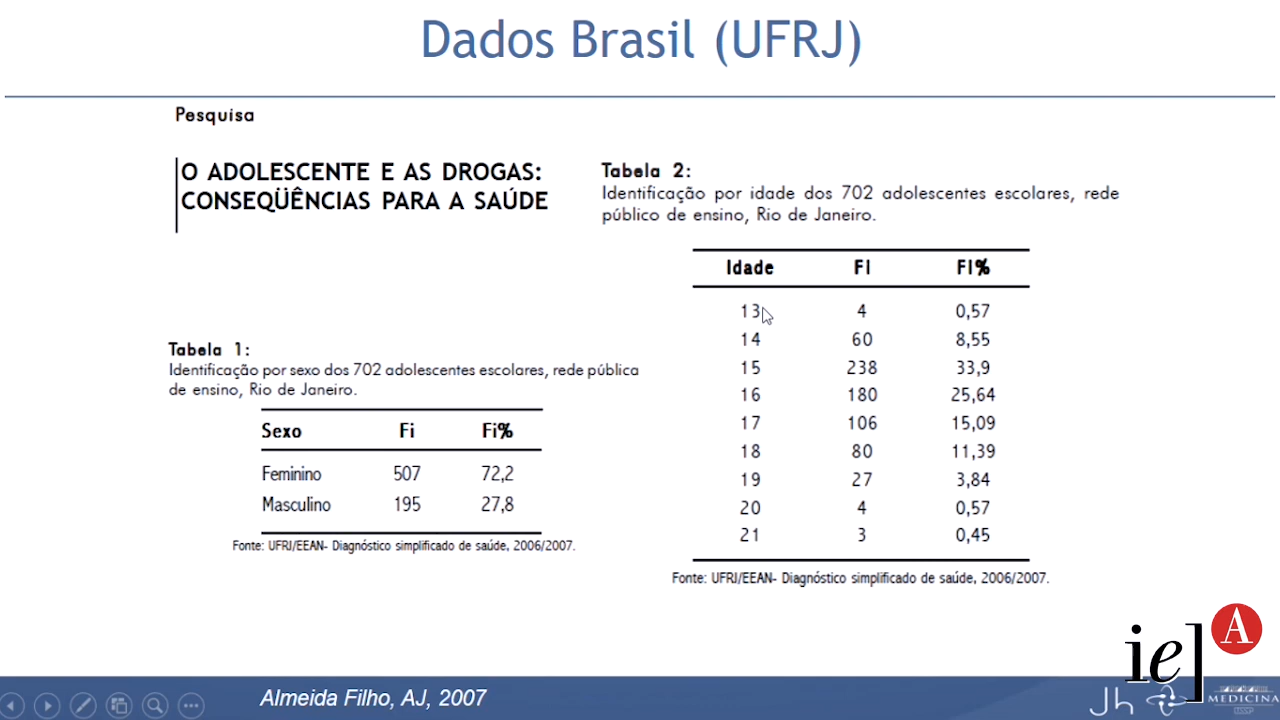 Dados Brasil (UFRJ)
Pesquisa
O ADOLESCENTE E AS DROGAS:
CONSEQÜÊNCIAS PARA A SAÚDE
Tabela 1:
Identificação por sexo dos 702 adolescentes escolares, rede pública
de ensino, Rio de Janeiro.
Sexo Fi Fi%
Feminino 507 72,2
Masculino 195 27,8
Fonte: UFRJ/EEAN- Diagnóstico simplificado de saúde, 2006/2007.
Tabela 2:
Identificação por idade dos 702 adolescentes escolares, rede
público de ensino, Rio de Janeiro.
Idade FI FI%
13 4 0,57
14 60 8,55
15 238 33,9
16 180 25,64
17 106 15,09
18 80 11,39
19 27 3,84
20 4 0,57
21 3 0,45
Fonte: UFRJ/EEAN- Diagnóstico simplificado de saúde, 2006/2007.
Almeida Filho, AJ, 2007
ie] A
Jh
MEDICINA